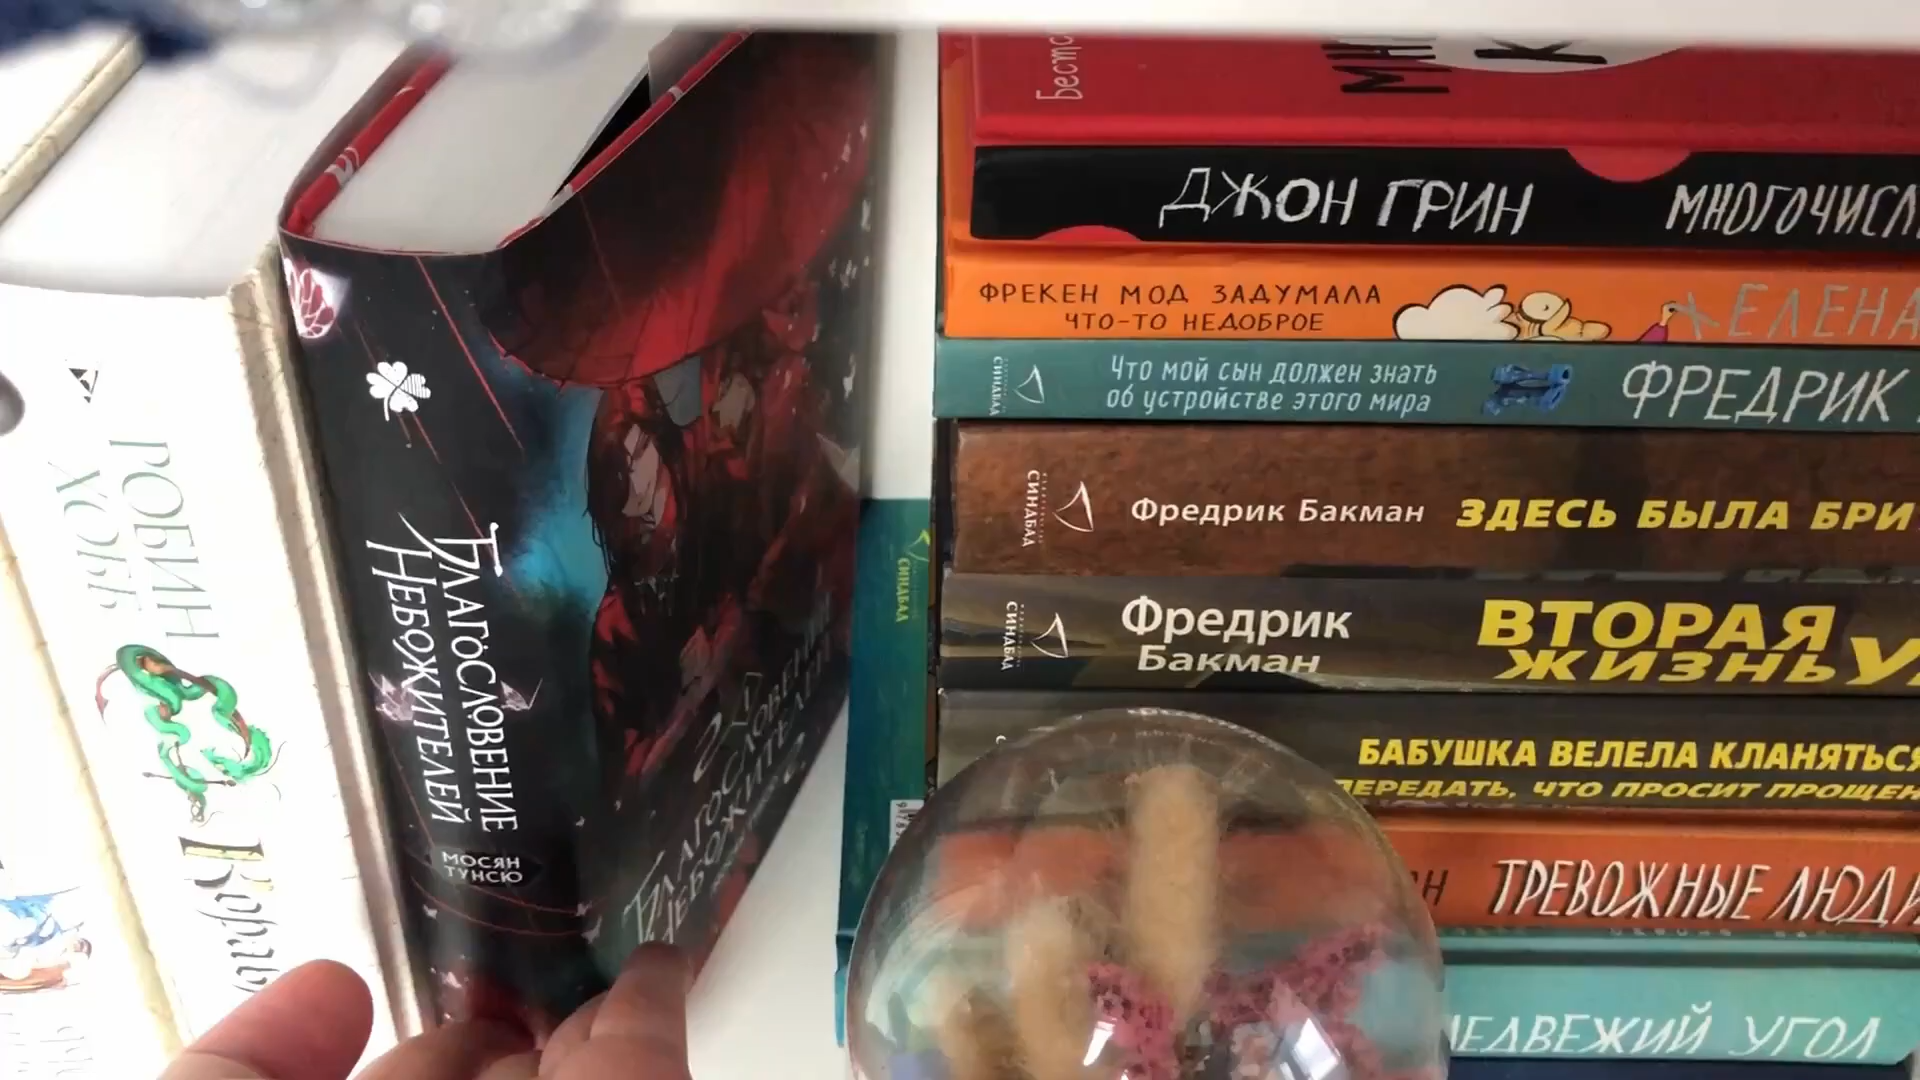 РОБИН
ХОББ
Благословение
Небожителей
МОСЯН
ТУНСЮ
Благословение
Небожителей
СИНДБАД
ДЖОН ГРИН
ФРЕКЕН МОД ЗАДУМАЛА
ЧТО-ТО НЕДОБРОЕ
ЕЛЕНА
СИНДБАД
Что мой сын должен знать
об устройстве этого мира
ФРЕДРИК
СИНДБАД
Фредрик Бакман
ЗДЕСЬ БЫЛА БРИ
СИНДБАД
Фредрик
Бакман
ВТОРАЯ
ЖИЗНЬ У
БАБУШКА ВЕЛЕЛА КЛАНЯТЬСЯ
ПЕРЕДАТЬ, ЧТО ПРОСИТ ПРОЩЕН
ТРЕВОЖНЫЕ ЛЮДИ
МЕДВЕЖИЙ УГОЛ